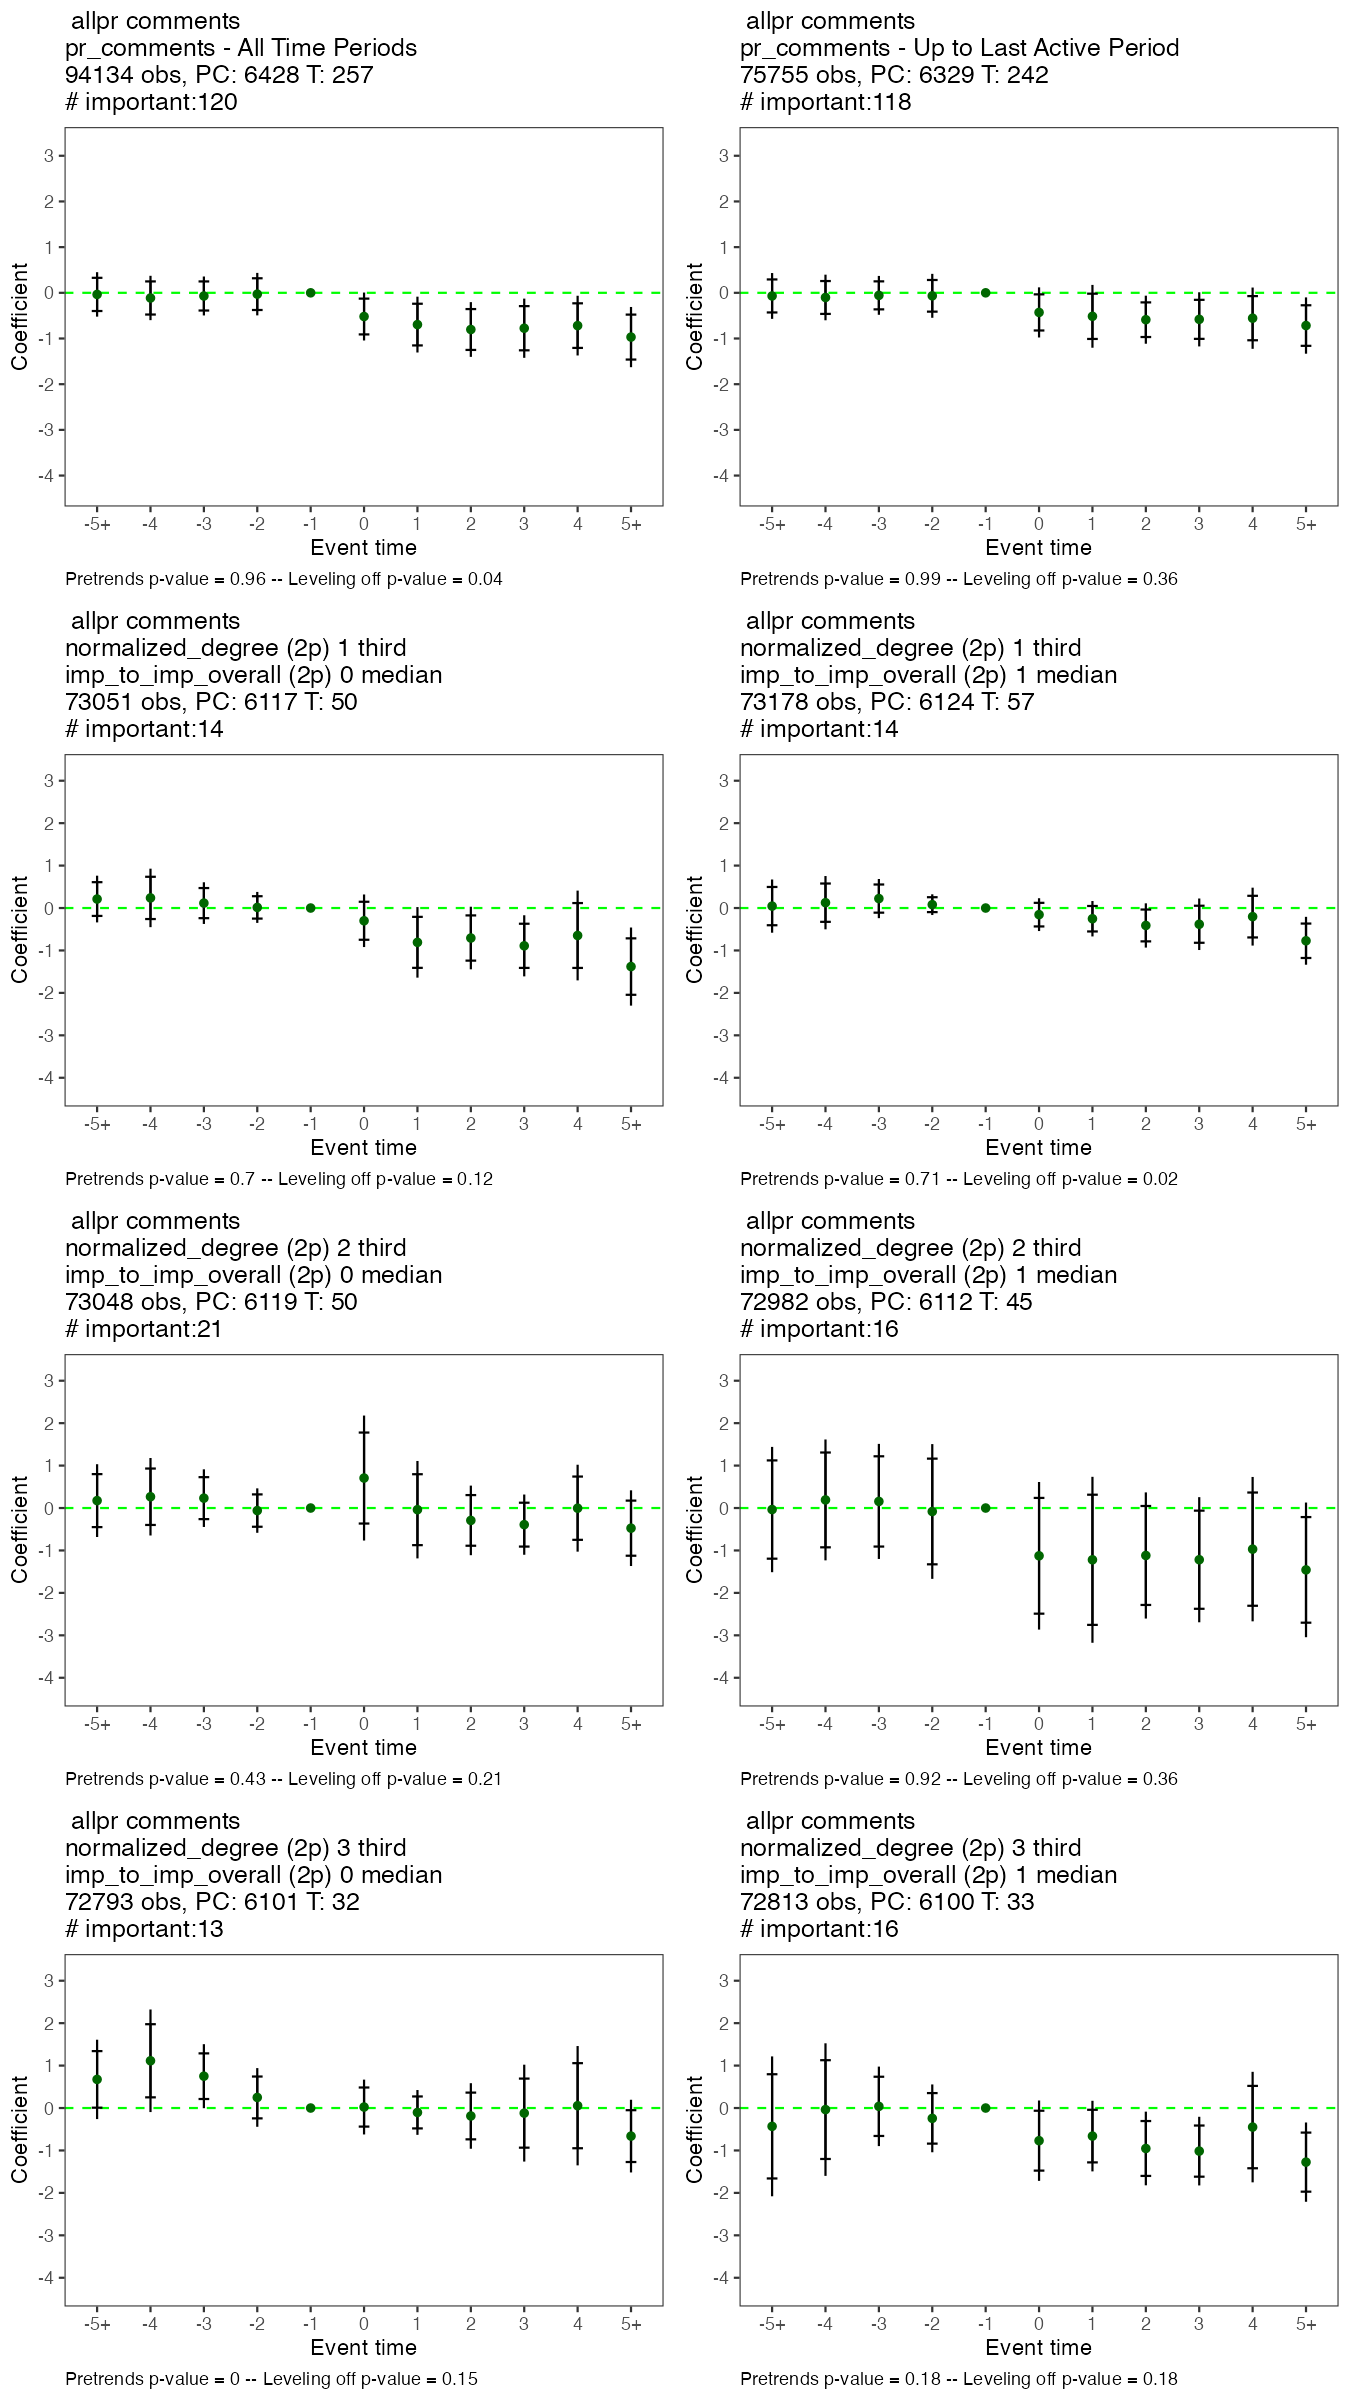 allpr comments
pr_comments - All Time Periods
94134 obs, PC: 6428 T: 257
# important:120
3
2
1
0
-1
-2
-3
-4
Coefficient
-5+ -4 -3 -2 -1 0 1 2 3 4 5+
Event time
Pretrends p-value = 0.96 -- Leveling off p-value = 0.04
allpr comments
pr_comments - Up to Last Active Period
75755 obs, PC: 6329 T: 242
# important:118
3
2
1
0
-1
-2
-3
-4
Coefficient
-5+ -4 -3 -2 -1 0 1 2 3 4 5+
Event time
Pretrends p-value = 0.99 -- Leveling off p-value = 0.36
allpr comments
normalized_degree (2p) 1 third
imp_to_imp_overall (2p) 0 median
73051 obs, PC: 6117 T: 50
# important:14
3
2
1
0
-1
-2
-3
-4
Coefficient
-5+ -4 -3 -2 -1 0 1 2 3 4 5+
Event time
Pretrends p-value = 0.7 -- Leveling off p-value = 0.12
allpr comments
normalized_degree (2p) 1 third
imp_to_imp_overall (2p) 1 median
73178 obs, PC: 6124 T: 57
# important:14
3
2
1
0
-1
-2
-3
-4
Coefficient
-5+ -4 -3 -2 -1 0 1 2 3 4 5+
Event time
Pretrends p-value = 0.71 -- Leveling off p-value = 0.02
allpr comments
normalized_degree (2p) 2 third
imp_to_imp_overall (2p) 0 median
73048 obs, PC: 6119 T: 50
# important:21
3
2
1
0
-1
-2
-3
-4
Coefficient
-5+ -4 -3 -2 -1 0 1 2 3 4 5+
Event time
Pretrends p-value = 0.43 -- Leveling off p-value = 0.21
allpr comments
normalized_degree (2p) 2 third
imp_to_imp_overall (2p) 1 median
72982 obs, PC: 6112 T: 45
# important:16
3
2
1
0
-1
-2
-3
-4
Coefficient
-5+ -4 -3 -2 -1 0 1 2 3 4 5+
Event time
Pretrends p-value = 0.92 -- Leveling off p-value = 0.36
allpr comments
normalized_degree (2p) 3 third
imp_to_imp_overall (2p) 0 median
72793 obs, PC: 6101 T: 32
# important:13
3
2
1
0
-1
-2
-3
-4
Coefficient
-5+ -4 -3 -2 -1 0 1 2 3 4 5+
Event time
Pretrends p-value = 0 -- Leveling off p-value = 0.15
allpr comments
normalized_degree (2p) 3 third
imp_to_imp_overall (2p) 1 median
72813 obs, PC: 6100 T: 33
# important:16
3
2
1
0
-1
-2
-3
-4
Coefficient
-5+ -4 -3 -2 -1 0 1 2 3 4 5+
Event time
Pretrends p-value = 0.18 -- Leveling off p-value = 0.18